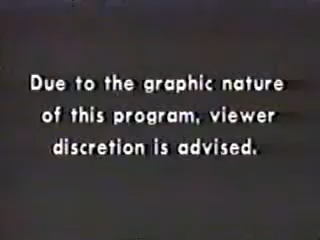 Due to the graphic nature
of this program, viewer
discretion is advised.